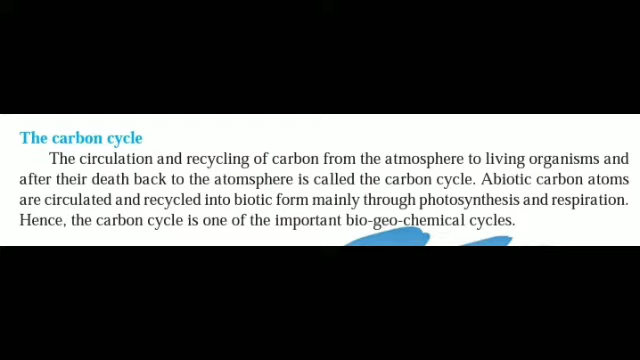 The carbon cycle
The circulation and recycling of carbon from the atmosphere to living organisms and
after their death back to the atomsphere is called the carbon cycle. Abiotic carbon atoms
are circulated and recycled into biotic form mainly through photosynthesis and respiration.
Hence, the carbon cycle is one of the important bio-geo-chemical cycles.